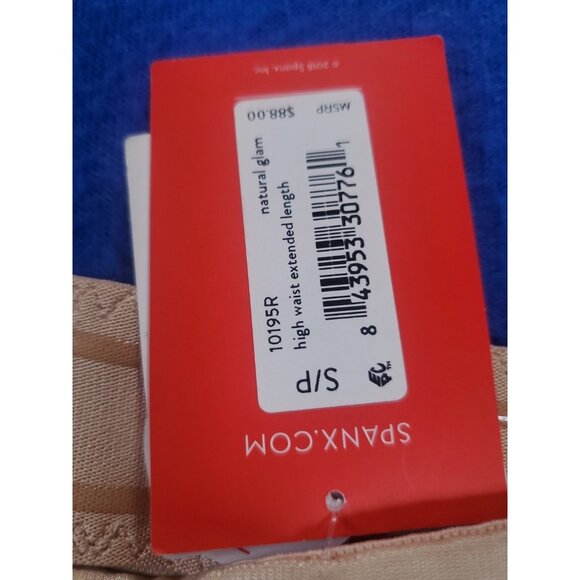 SPANX.COM
S/P
10195R
natural glam
high waist extended length
8 43953 30776 1
MSRP
$88.00
© 2018 Spanx, Inc